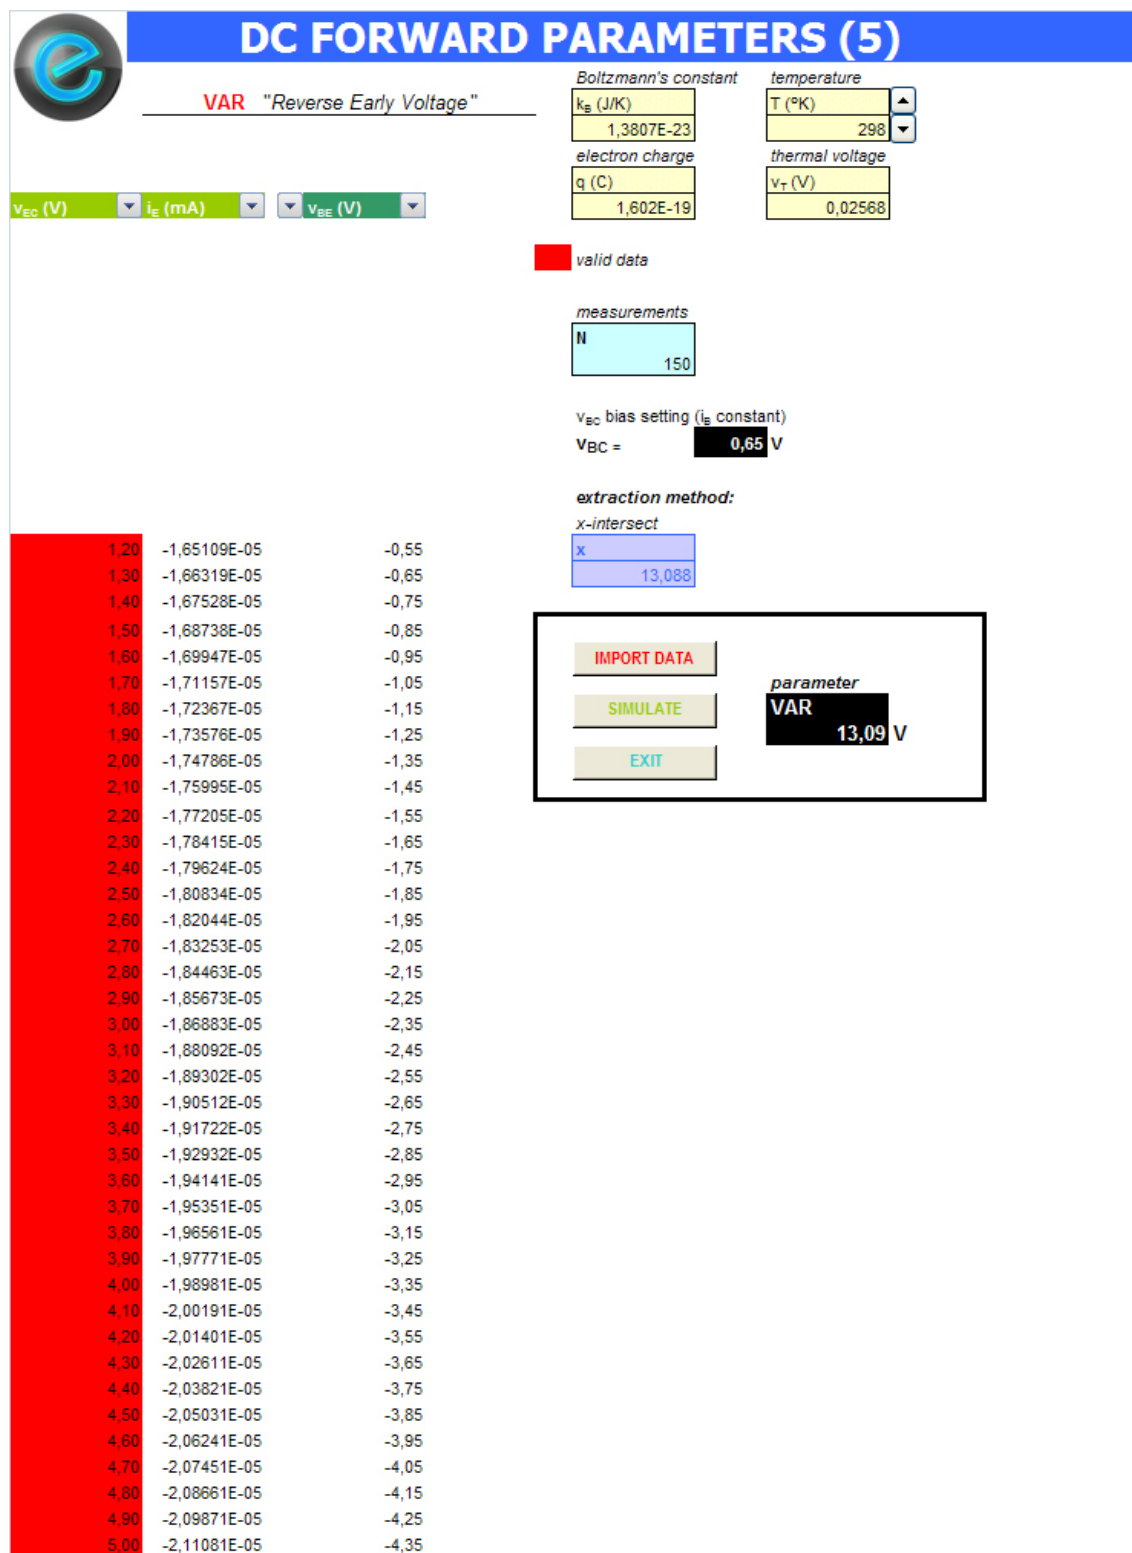 DC FORWARD PARAMETERS (5)
VAR "Reverse Early Voltage"
Boltzmann's constant temperature
k_B (J/K) T (ºK)
1,3807E-23 298
electron charge thermal voltage
q (C) v_T (V)
1,602E-19 0,02568
v_EC (V) i_E (mA) v_BE (V)
valid data
measurements
N
150
v_BC bias setting (i_B constant)
v_BC = 0,65 V
extraction method:
x-intersect
x
13,088
IMPORT DATA
SIMULATE
EXIT
parameter
VAR
13,09 V
1,20 -1,65109E-05 -0,55
1,30 -1,66319E-05 -0,65
1,40 -1,67528E-05 -0,75
1,50 -1,68738E-05 -0,85
1,60 -1,69947E-05 -0,95
1,70 -1,71157E-05 -1,05
1,80 -1,72367E-05 -1,15
1,90 -1,73576E-05 -1,25
2,00 -1,74786E-05 -1,35
2,10 -1,75995E-05 -1,45
2,20 -1,77205E-05 -1,55
2,30 -1,78415E-05 -1,65
2,40 -1,79624E-05 -1,75
2,50 -1,80834E-05 -1,85
2,60 -1,82044E-05 -1,95
2,70 -1,83253E-05 -2,05
2,80 -1,84463E-05 -2,15
2,90 -1,85673E-05 -2,25
3,00 -1,86883E-05 -2,35
3,10 -1,88092E-05 -2,45
3,20 -1,89302E-05 -2,55
3,30 -1,90512E-05 -2,65
3,40 -1,91722E-05 -2,75
3,50 -1,92932E-05 -2,85
3,60 -1,94141E-05 -2,95
3,70 -1,95351E-05 -3,05
3,80 -1,96561E-05 -3,15
3,90 -1,97771E-05 -3,25
4,00 -1,98981E-05 -3,35
4,10 -2,00191E-05 -3,45
4,20 -2,01401E-05 -3,55
4,30 -2,02611E-05 -3,65
4,40 -2,03821E-05 -3,75
4,50 -2,05031E-05 -3,85
4,60 -2,06241E-05 -3,95
4,70 -2,07451E-05 -4,05
4,80 -2,08661E-05 -4,15
4,90 -2,09871E-05 -4,25
5,00 -2,11081E-05 -4,35